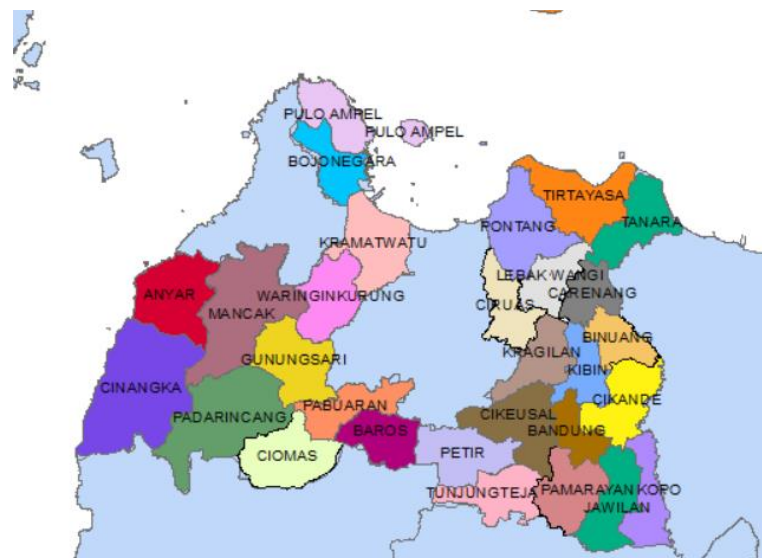 PULO AMPEL
PULO AMPEL
BOJONEGARA
TIRTAYASA
TANARA
PONTANG
KRAMATWATU
LEBAK WANGI
CARENANG
CIRUAS
ANYAR
WARINGINKURUNG
MANCAK
BINUANG
KRAGILAN
GUNUNGSARI
KIBIN
CINANGKA
CIKANDE
PABUARAN
PADARINCANG
CIKEUSAL
BANDUNG
BAROS
CIOMAS
PETIR
TUNJUNGTEJA
PAMARAYAN
KOPO
JAWILAN